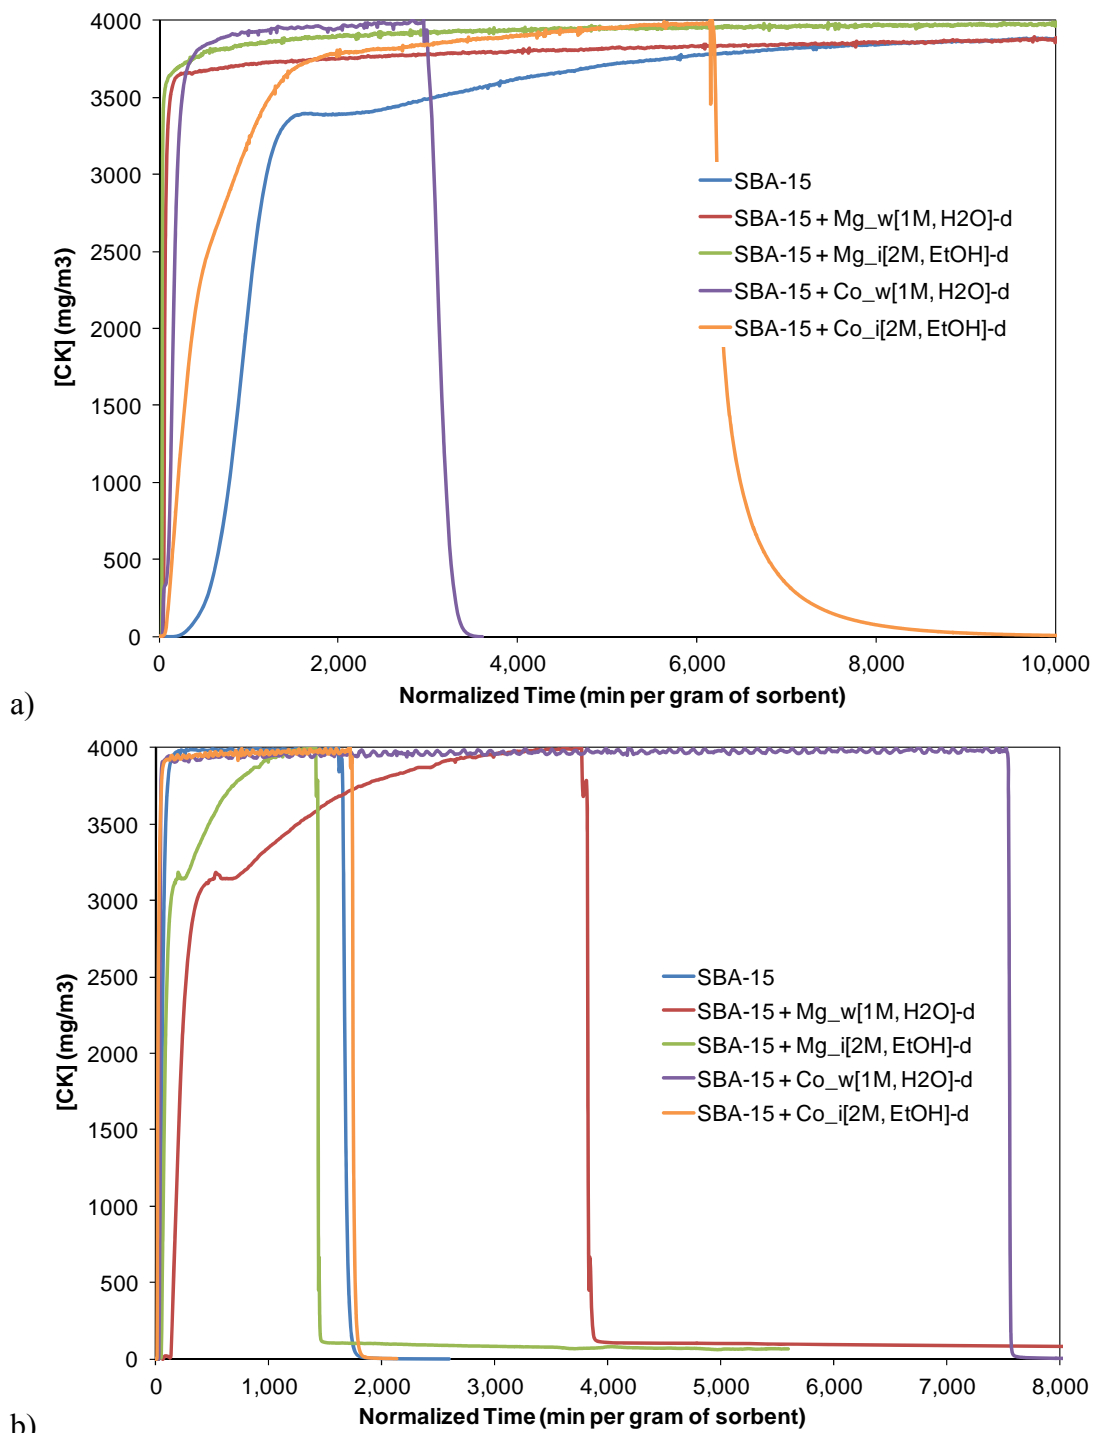 4000
3500
3000
2500
2000
1500
1000
500
0
[CK] (mg/m3)
SBA-15
SBA-15 + Mg_w[1M, H2O]-d
SBA-15 + Mg_i[2M, EtOH]-d
SBA-15 + Co_w[1M, H2O]-d
SBA-15 + Co_i[2M, EtOH]-d
0 2,000 4,000 6,000 8,000 10,000
Normalized Time (min per gram of sorbent)
a)
4000
3500
3000
2500
2000
1500
1000
500
0
[CK] (mg/m3)
SBA-15
SBA-15 + Mg_w[1M, H2O]-d
SBA-15 + Mg_i[2M, EtOH]-d
SBA-15 + Co_w[1M, H2O]-d
SBA-15 + Co_i[2M, EtOH]-d
0 1,000 2,000 3,000 4,000 5,000 6,000 7,000 8,000
Normalized Time (min per gram of sorbent)
b)